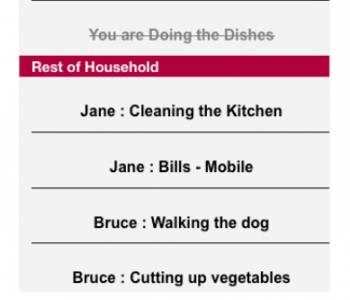 You are Doing the Dishes
Rest of Household
Jane : Cleaning the Kitchen
Jane : Bills - Mobile
Bruce : Walking the dog
Bruce : Cutting up vegetables